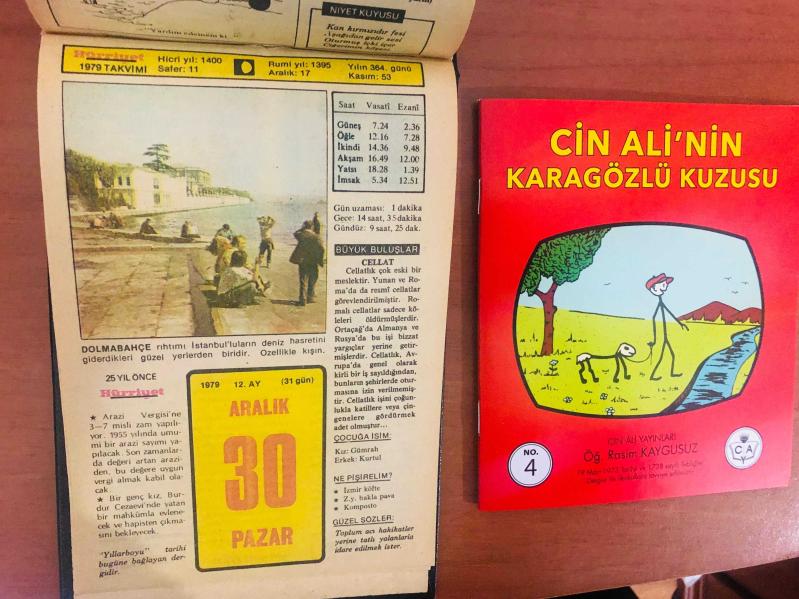 "Yardım edemem ki
NİYET KUYUSU
Kan kırmızıdır fesi
Aşağıdan gelir sesi
Oturmuş içki içer
Hürriyet
1979 TAKVİMİ
Hicri yıl: 1400
Safer: 11
Rumi yıl: 1395
Aralık: 17
Yılın 364. günü
Kasım: 53
Saat Vasatî Ezanî
Güneş 7.24 2.36
Öğle 12.16 7.28
İkindi 14.36 9.48
Akşam 16.49 12.00
Yatsı 18.28 1.39
İmsak 5.34 12.51
Gün uzaması: 1 dakika
Gece: 14 saat, 35 dakika
Gündüz: 9 saat, 25 dak.
DOLMABAHÇE rıhtımı İstanbul'luların deniz hasretini
giderdikleri güzel yerlerden biridir. Özellikle kışın.
25 YIL ÖNCE
Hürriyet
★ Arazi Vergisi'ne
3—7 misli zam yapılı-
yor. 1955 yılında umu-
mi bir arazi sayımı ya-
pılacak. Son zamanlar-
da değeri artan arazi-
den, bu değere uygun
vergi almak kabil ola-
cak.
★ Bir genç kız, Bur-
dur Cezaevi'nde yatan
bir mahkûmla evlene-
cek ve hapisten çıkma-
sını bekleyecek.
"Yıllarboyu" tarihi
bugüne bağlayan der-
gidir.
1979 12. AY (31 gün)
ARALIK
30
PAZAR
BÜYÜK BULUŞLAR
CELLAT
Cellatlık çok eski bir
meslektir. Yunan ve Ro-
ma'da da resmî cellatlar
görevlendirilmiştir. Ro-
malı cellatlar sadece kö-
leleri öldürmüşlerdir.
Ortaçağ'da Almanya ve
Rusya'da bu işi bizzat
yargıçlar yerine getir-
mişlerdir. Cellatlık, Av-
rupa'da genel olarak
kirli bir iş sayıldığından,
bunların şehirlerde otur-
masına izin verilmemiş-
tir. Cellatlık işini çoğun-
lukla katillere veya çin-
genelere gördürmek
adet olmuştur...
ÇOCUĞA İSİM:
Kız: Gümrah
Erkek: Kurtul
NE PİŞİRELİM?
★ İzmir köfte
★ Z.y. bakla pava
★ Komposto
GÜZEL SÖZLER:
Toplum acı hakikatler
yerine tatlı yalanlarla
idare edilmek ister.
CİN ALİ'NİN
KARAGÖZLÜ KUZUSU
CİN ALİ YAYINLARI
Öğ. Rasim KAYGUSUZ
NO.
4
C A